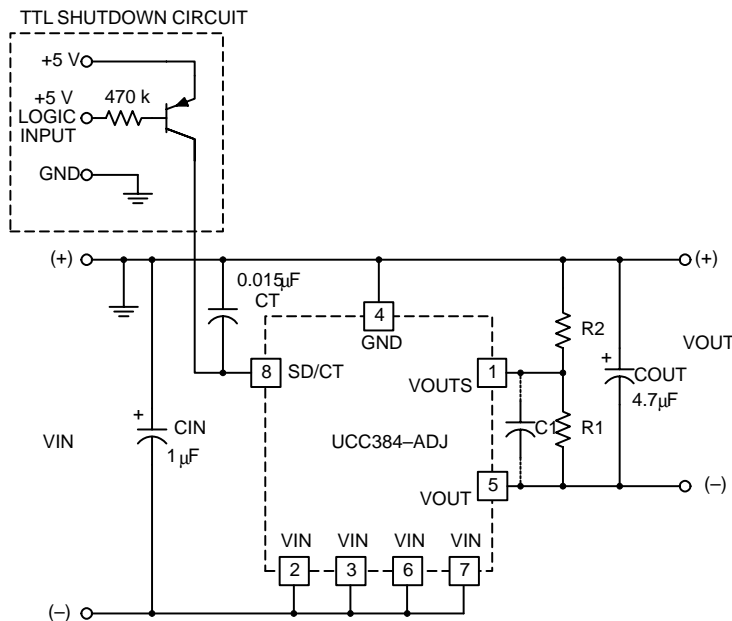 TTL SHUTDOWN CIRCUIT
+5 V
+5 V
LOGIC
INPUT
470 k
GND
(+)
(+)
0.015µF
CT
4
GND
R2
VOUT
8
SD/CT
1
VOUTS
+
COUT
4.7µF
+
CIN
1 µF
VIN
C1
R1
UCC384–ADJ
5
VOUT
(–)
VIN
VIN
VIN
VIN
2
3
6
7
(–)